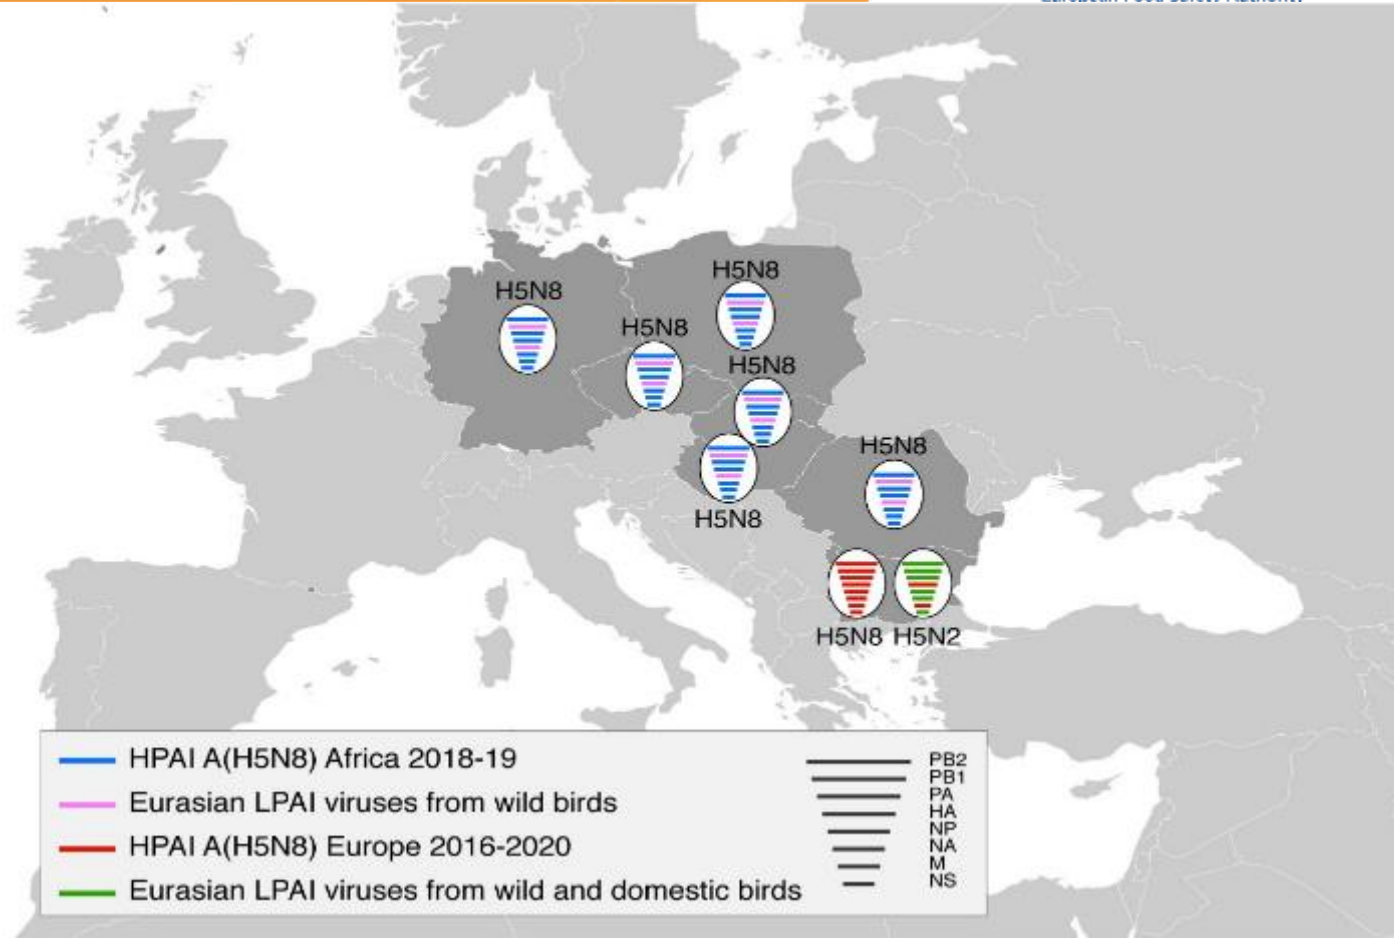 H5N8
H5N8
H5N8
H5N8
H5N8
H5N8
H5N8 H5N2
HPAI A(H5N8) Africa 2018-19
Eurasian LPAI viruses from wild birds
HPAI A(H5N8) Europe 2016-2020
Eurasian LPAI viruses from wild and domestic birds
PB2
PB1
PA
HA
NP
NA
M
NS